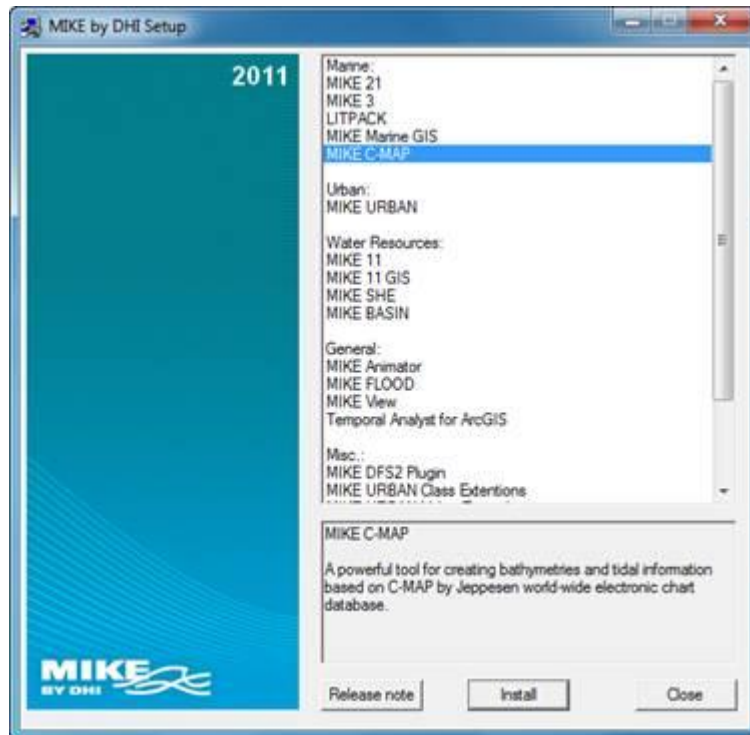 MIKE by DHI Setup
2011
Marine:
MIKE 21
MIKE 3
LITPACK
MIKE Marine GIS
MIKE C-MAP
Urban:
MIKE URBAN
Water Resources:
MIKE 11
MIKE 11 GIS
MIKE SHE
MIKE BASIN
General:
MIKE Animator
MIKE FLOOD
MIKE View
Temporal Analyst for ArcGIS
Misc.:
MIKE DFS2 Plugin
MIKE URBAN Class Extentions
MIKE C-MAP
A powerful tool for creating bathymetries and tidal information
based on C-MAP by Jeppesen world-wide electronic chart
database.
MIKE
BY DHI
Release note
Install
Close